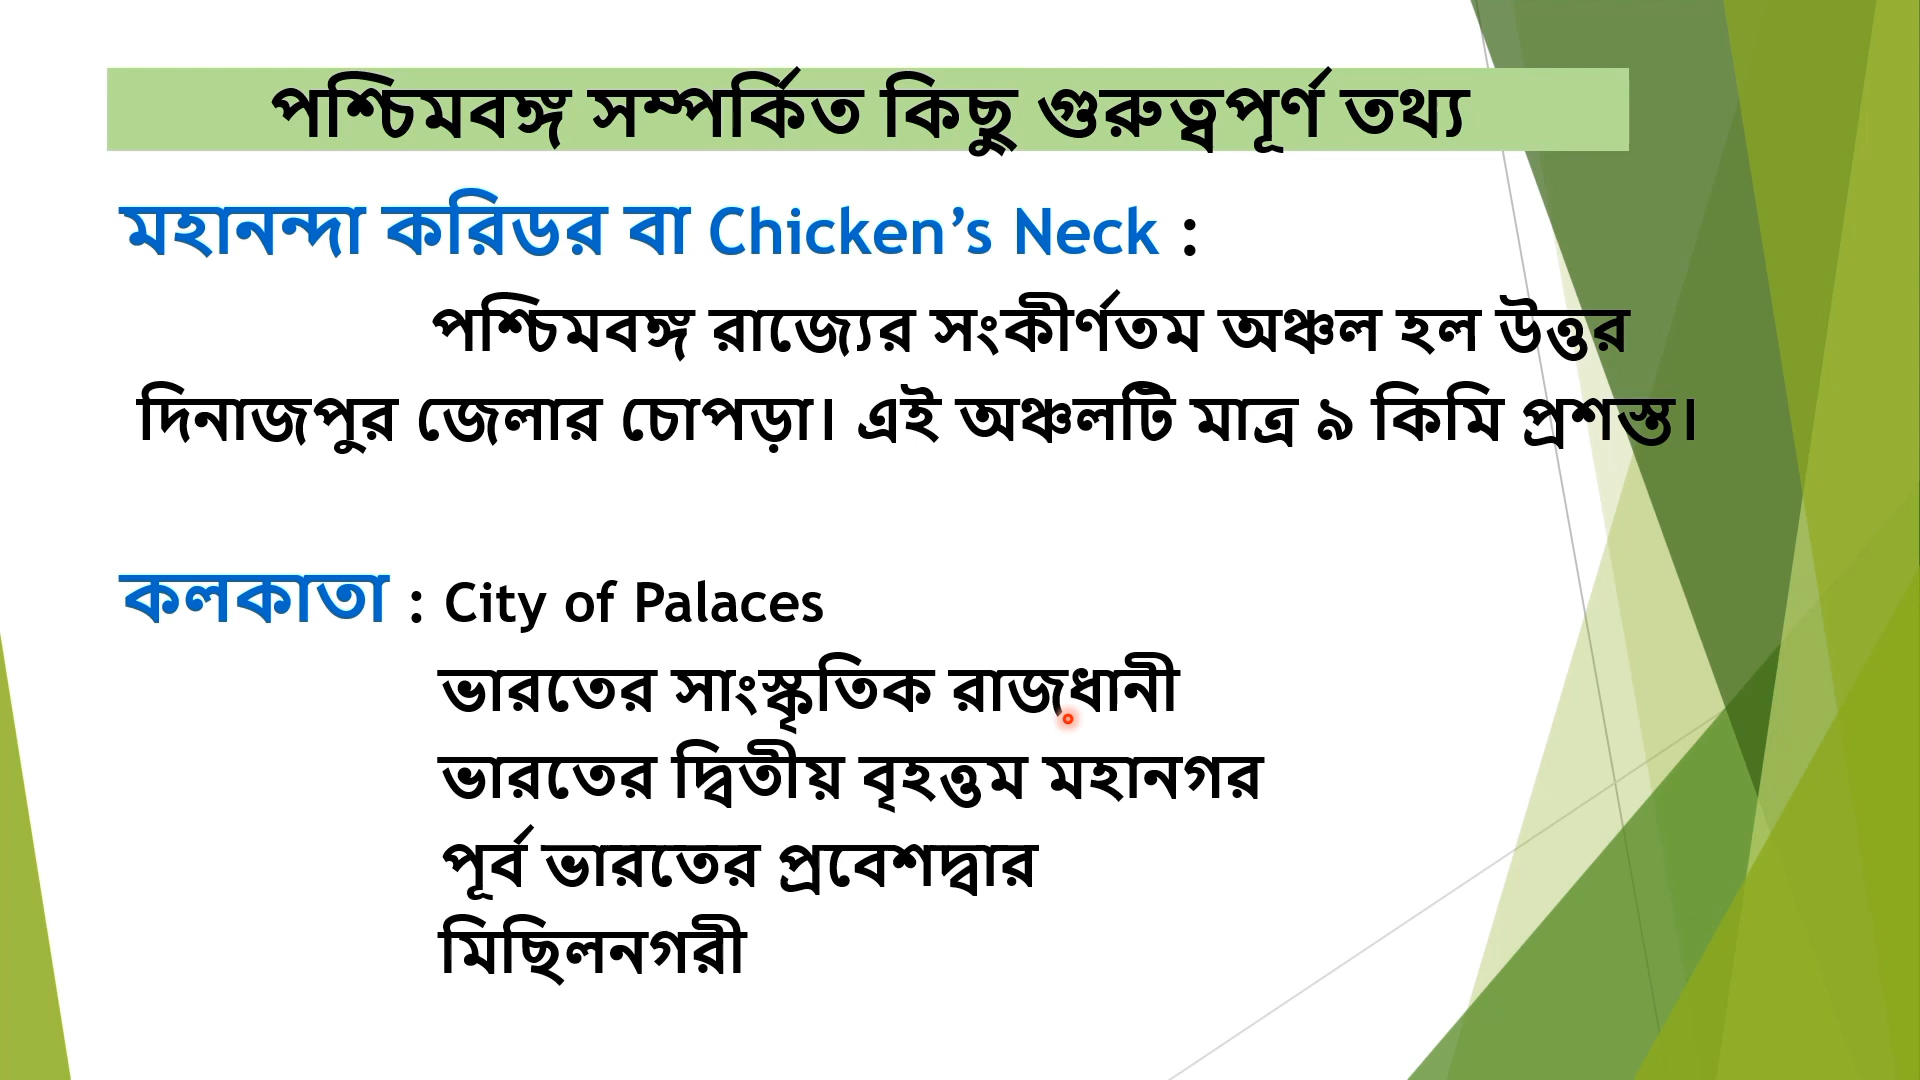 পশ্চিমবঙ্গ সম্পর্কিত কিছু গুরুত্বপূর্ণ তথ্য
মহানন্দা করিডর বা Chicken’s Neck :
পশ্চিমবঙ্গ রাজ্যের সংকীর্ণতম অঞ্চল হল উত্তর
দিনাজপুর জেলার চোপড়া। এই অঞ্চলটি মাত্র ৯ কিমি প্রশস্ত।
কলকাতা : City of Palaces
ভারতের সাংস্কৃতিক রাজধানী
ভারতের দ্বিতীয় বৃহত্তম মহানগর
পূর্ব ভারতের প্রবেশদ্বার
মিছিলনগরী